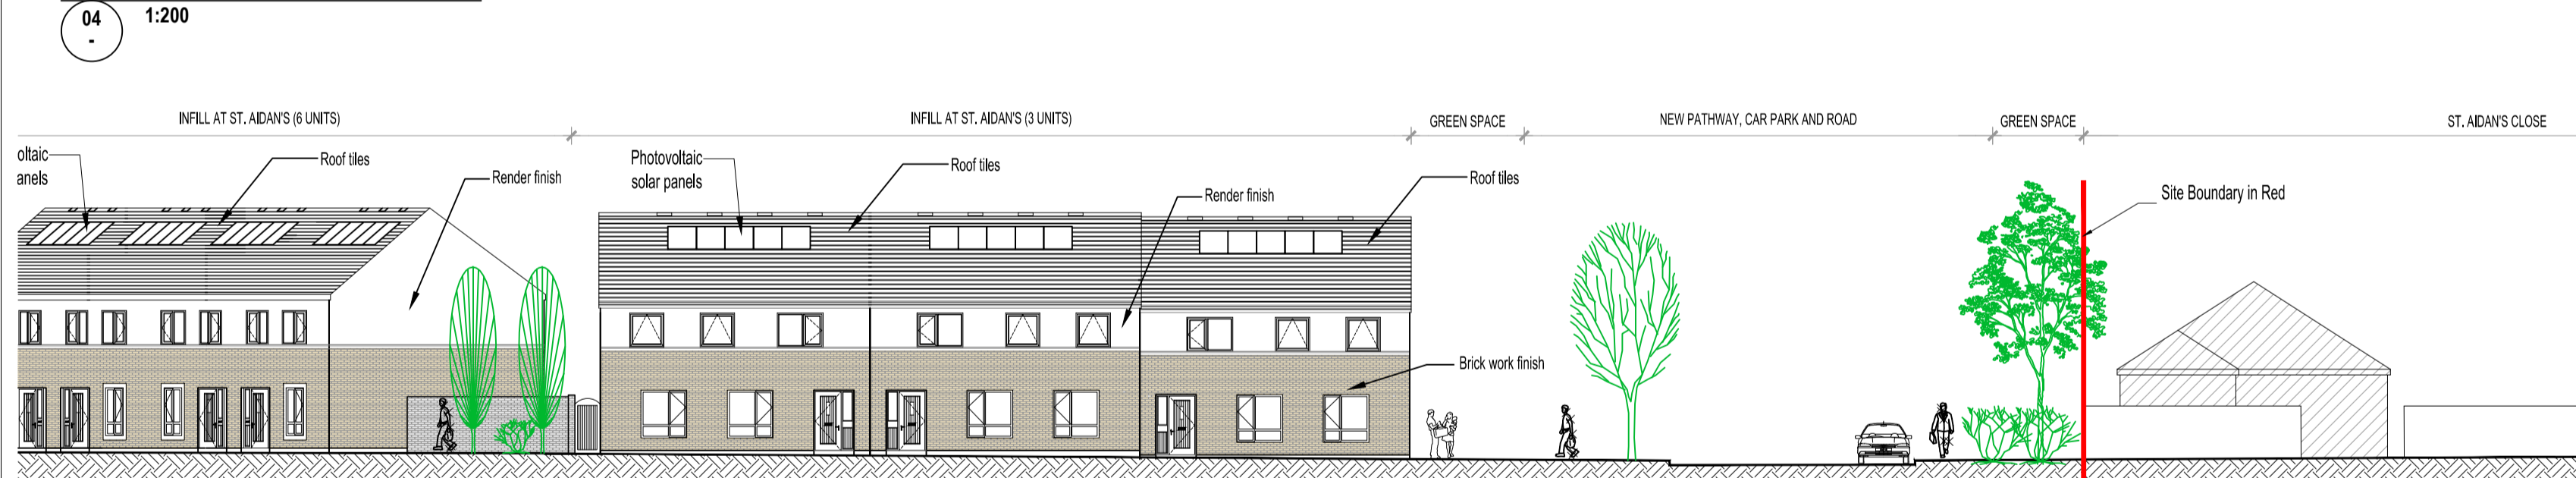 04
1:200
-
INFILL AT ST. AIDAN'S (6 UNITS)
INFILL AT ST. AIDAN'S (3 UNITS)
GREEN SPACE
NEW PATHWAY, CAR PARK AND ROAD
GREEN SPACE
ST. AIDAN'S CLOSE
oltaic
anels
Roof tiles
Render finish
Photovoltaic
solar panels
Roof tiles
Render finish
Roof tiles
Site Boundary in Red
Brick work finish